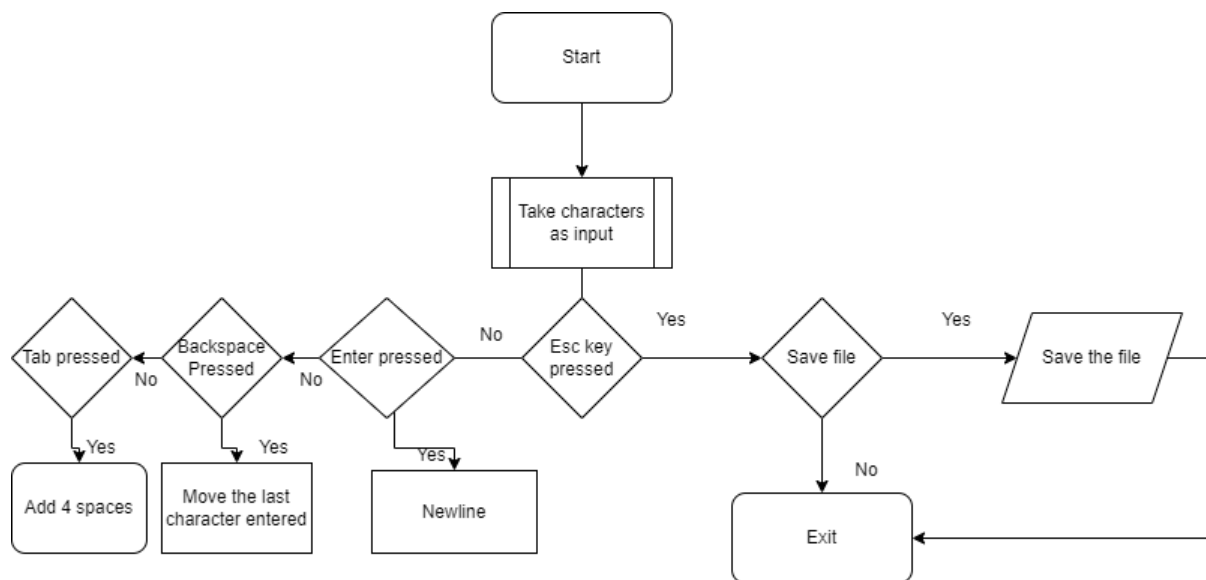 Start
Take characters
as input
No
Yes
Yes
Tab pressed
Backspace
Pressed
Enter pressed
Esc key
pressed
Save file
Save the file
No
No
Yes
Yes
Yes
No
Add 4 spaces
Move the last
character entered
Newline
Exit